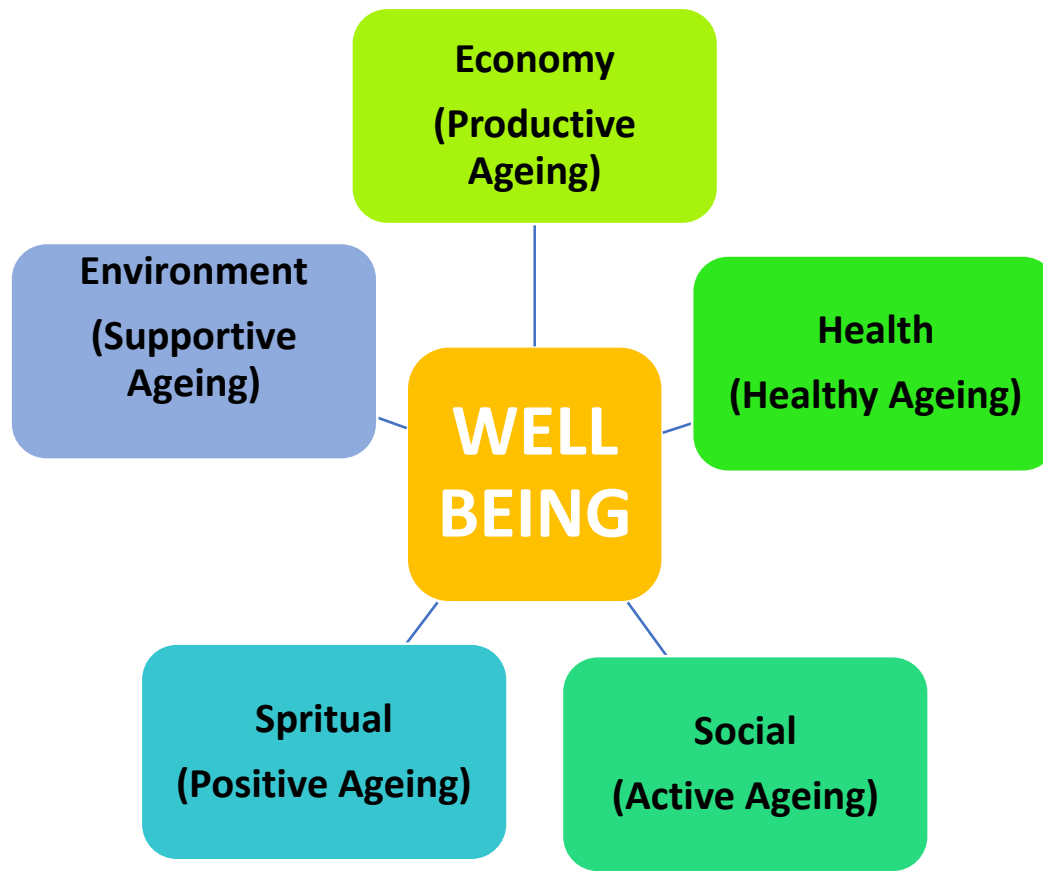 Economy
(Productive
Ageing)
Environment
(Supportive
Ageing)
Health
(Healthy Ageing)
WELL
BEING
Spritual
(Positive Ageing)
Social
(Active Ageing)